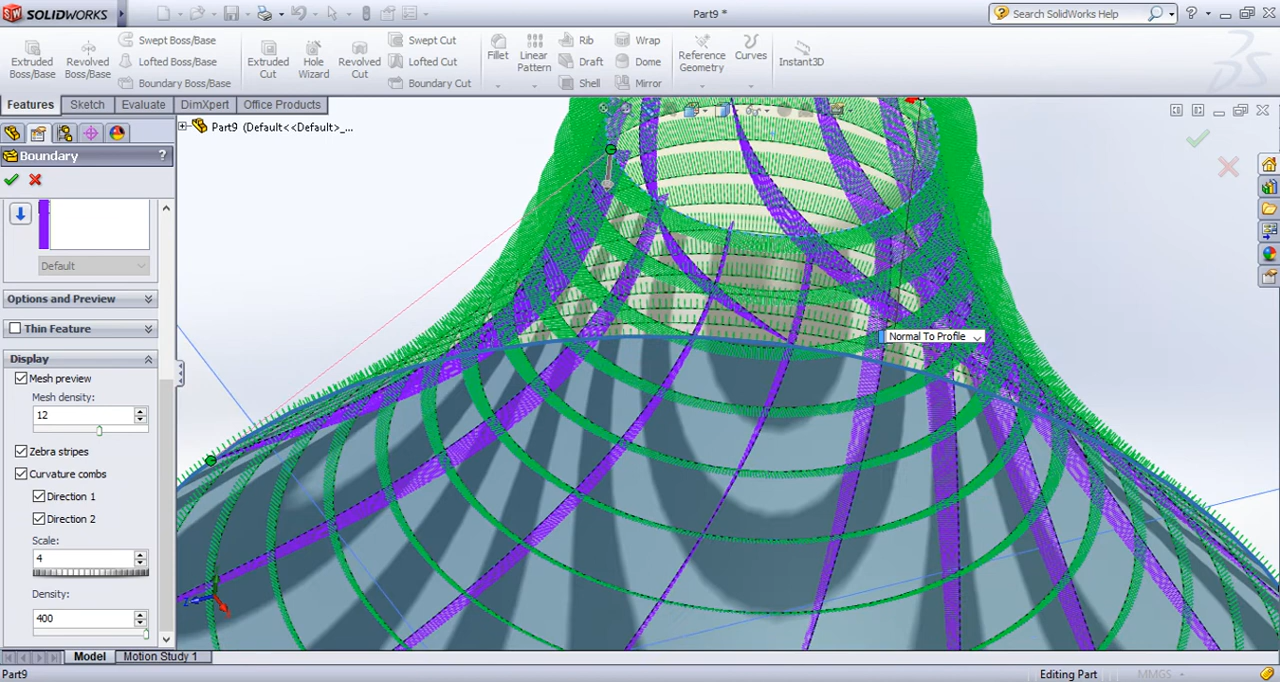 SOLIDWORKS
Part9 *
Search SolidWorks Help
Extruded Boss/Base
Revolved Boss/Base
Swept Boss/Base
Lofted Boss/Base
Boundary Boss/Base
Extruded Cut
Hole Wizard
Revolved Cut
Swept Cut
Lofted Cut
Boundary Cut
Fillet
Linear Pattern
Rib
Draft
Shell
Wrap
Dome
Mirror
Reference Geometry
Curves
Instant3D
Features
Sketch
Evaluate
DimXpert
Office Products
Part9 (Default<<Default>_...
Boundary
?
Default
Options and Preview
Thin Feature
Display
Mesh preview
Mesh density:
12
Zebra stripes
Curvature combs
Direction 1
Direction 2
Scale:
4
Density:
400
Normal To Profile
Z
Model
Motion Study 1
Part9
Editing Part
MMGS